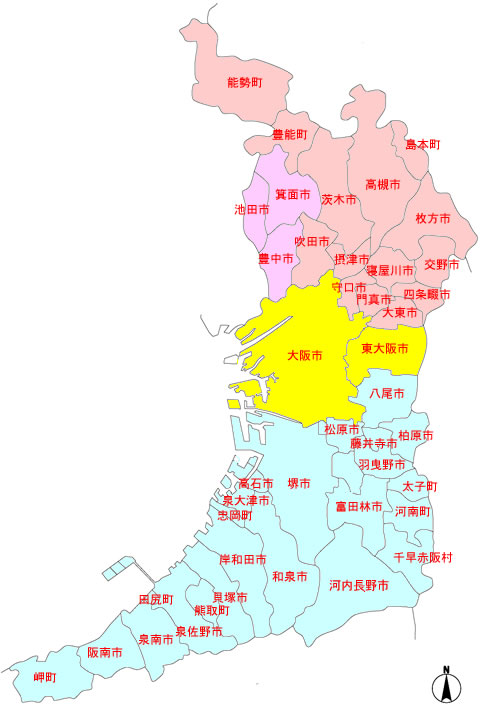 能勢町
豊能町
島本町
茨木市
高槻市
箕面市
池田市
枚方市
吹田市
豊中市
摂津市
寝屋川市
交野市
守口市
門真市
四条畷市
大東市
大阪市
東大阪市
八尾市
松原市
柏原市
藤井寺市
羽曳野市
高石市
堺市
太子町
泉大津市
忠岡町
富田林市
河南町
岸和田市
和泉市
千早赤阪村
河内長野市
田尻町
貝塚市
熊取町
泉佐野市
泉南市
阪南市
岬町
N